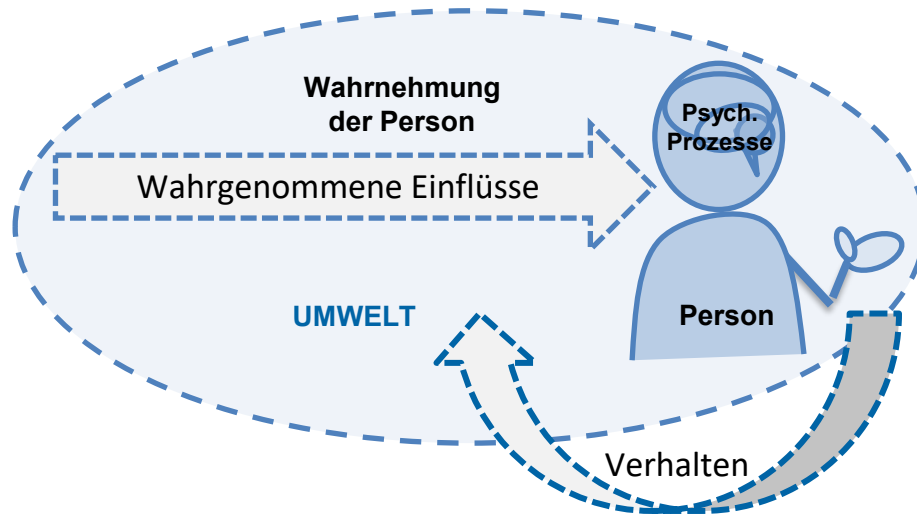 Wahrnehmung
der Person
Psych.
Prozesse
Wahrgenommene Einflüsse
UMWELT
Person
Verhalten